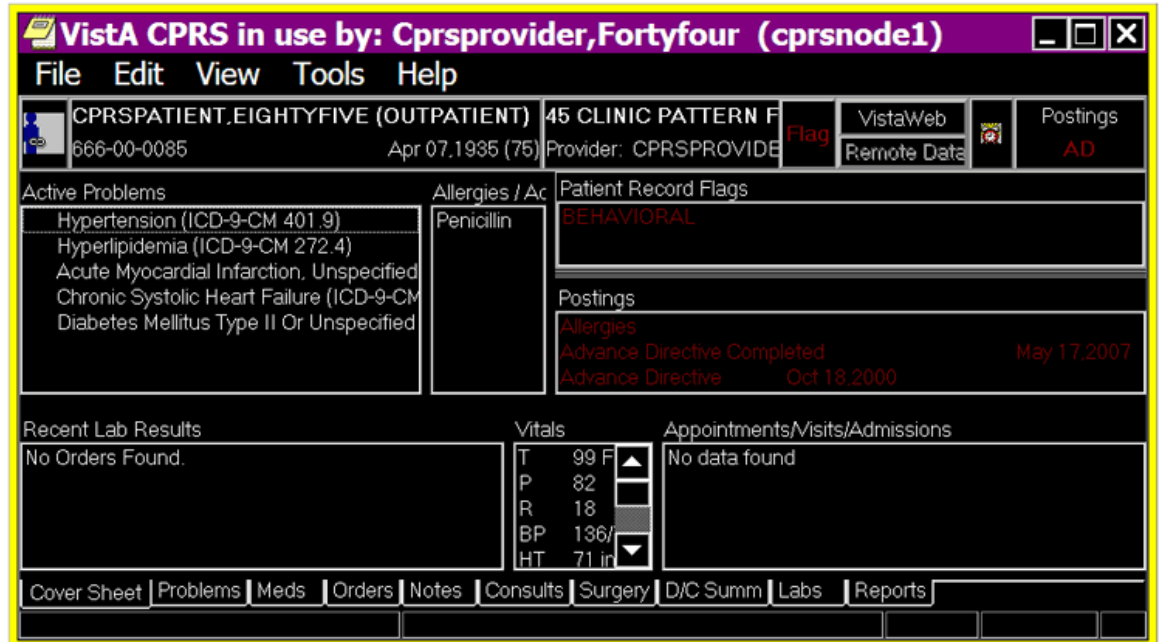 VistA CPRS in use by: Cprsprovider,Fortyfour (cprsnode1)
File Edit View Tools Help
CPRSPATIENT,EIGHTYFIVE (OUTPATIENT)
666-00-0085 Apr 07,1935 (75)
45 CLINIC PATTERN F
Provider: CPRSPROVIDE
Flag
VistaWeb
Remote Data
Postings
AD
Active Problems
Hypertension (ICD-9-CM 401.9)
Hyperlipidemia (ICD-9-CM 272.4)
Acute Myocardial Infarction, Unspecified
Chronic Systolic Heart Failure (ICD-9-CM
Diabetes Mellitus Type II Or Unspecified
Allergies / Ac
Penicillin
Patient Record Flags
BEHAVIORAL
Postings
Allergies
Advance Directive Completed May 17,2007
Advance Directive Oct 18,2000
Recent Lab Results
No Orders Found.
Vitals
T 99 F
P 82
R 18
BP 136/
HT 71 in
Appointments/Visits/Admissions
No data found
Cover Sheet Problems Meds Orders Notes Consults Surgery D/C Summ Labs Reports